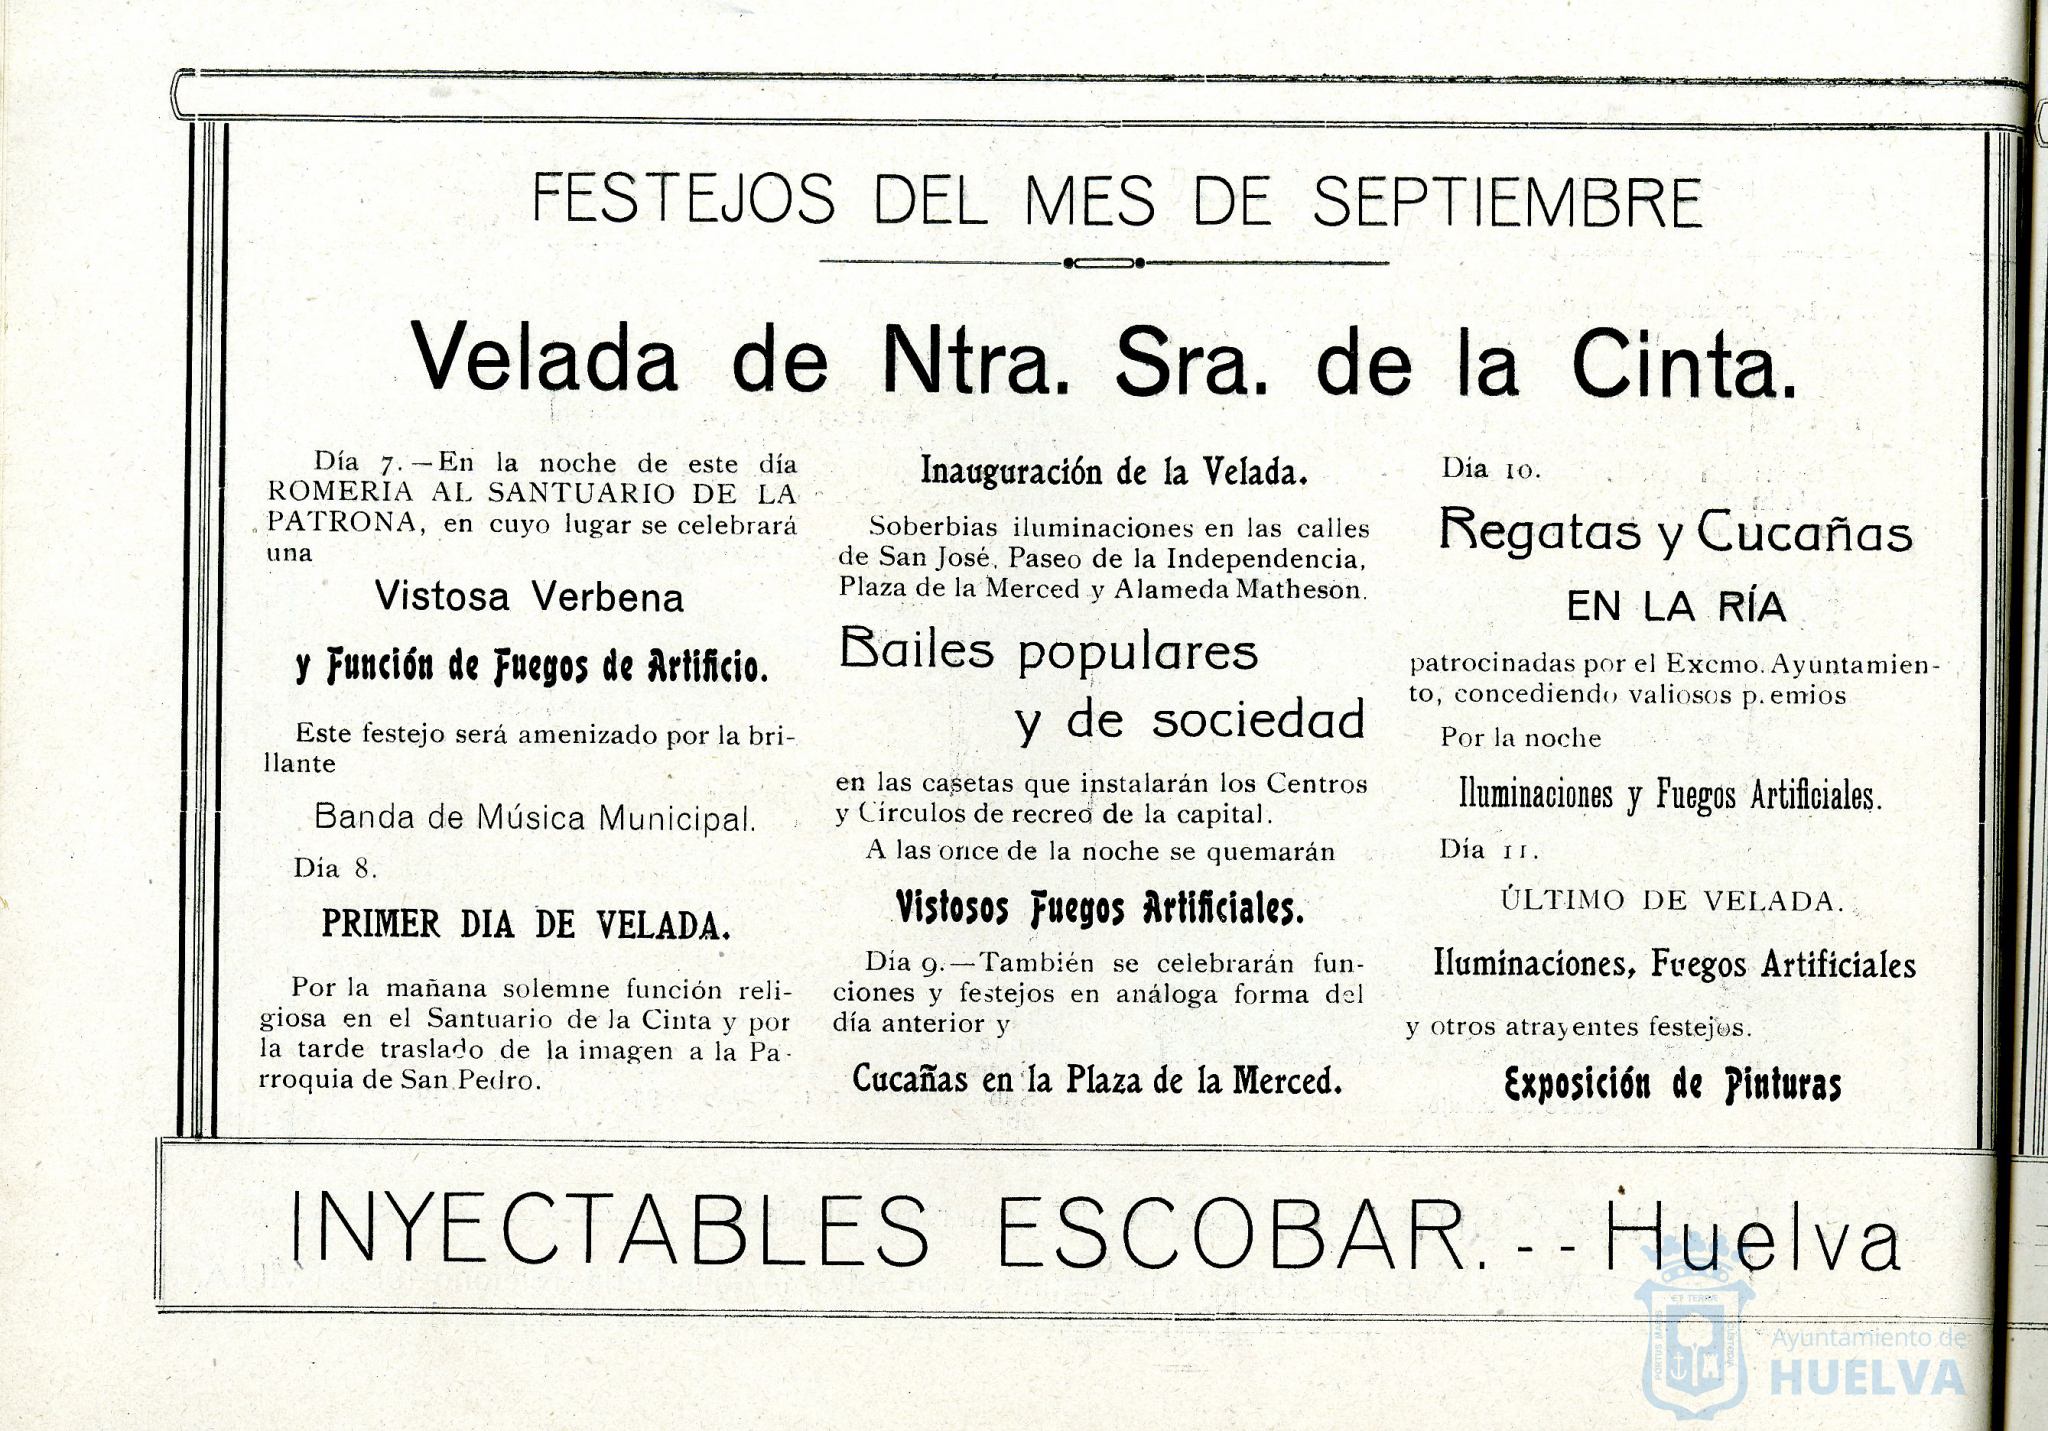 FESTEJOS DEL MES DE SEPTIEMBRE
Velada de Ntra. Sra. de la Cinta.
Día 7.—En la noche de este día
ROMERIA AL SANTUARIO DE LA
PATRONA, en cuyo lugar se celebrará
una
Vistosa Verbena
y Función de Fuegos de Artificio.
Este festejo será amenizado por la bri-
llante
Banda de Música Municipal.
Día 8.
PRIMER DIA DE VELADA.
Por la mañana solemne función reli-
giosa en el Santuario de la Cinta y por
la tarde traslado de la imagen a la Pa-
rroquia de San Pedro.
Inauguración de la Velada.
Soberbias iluminaciones en las calles
de San José, Paseo de la Independencia,
Plaza de la Merced y Alameda Matheson.
Bailes populares
y de sociedad
en las casetas que instalarán los Centros
y Círculos de recreo de la capital.
A las once de la noche se quemarán
Vistosos Fuegos Artificiales.
Día 9.—También se celebrarán fun-
ciones y festejos en análoga forma del
día anterior y
Cucañas en la Plaza de la Merced.
Día 10.
Regatas y Cucañas
EN LA RÍA
patrocinadas por el Excmo. Ayuntamien-
to, concediendo valiosos p.emios
Por la noche
Iluminaciones y Fuegos Artificiales.
Día 11.
ÚLTIMO DE VELADA.
Iluminaciones, Fuegos Artificiales
y otros atrayentes festejos.
Exposición de Pinturas
INYECTABLES ESCOBAR. -- Huelva
PORTUS MARIS ET TERRE CUSTODIA
Ayuntamiento de
HUELVA